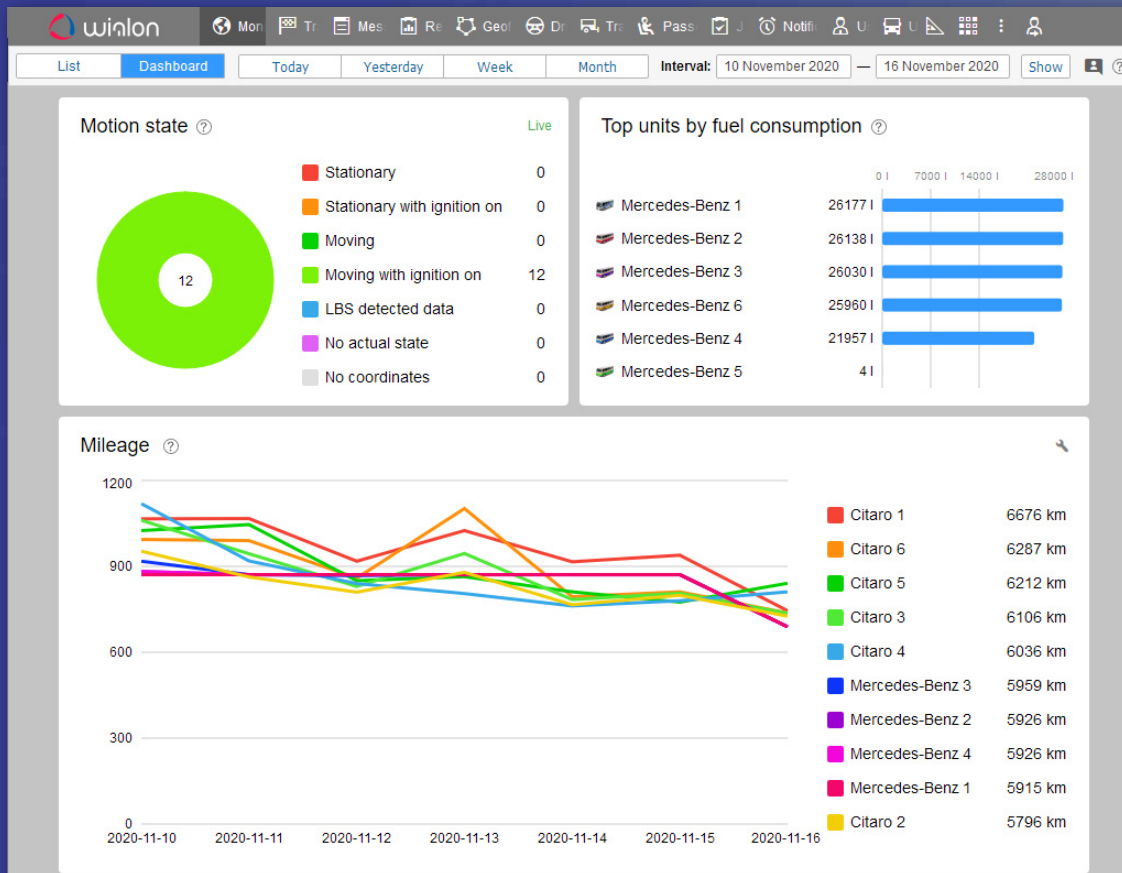 wialon Mon Tr Mes Re Geof Dr Tra Pass J Notifi U U
List Dashboard Today Yesterday Week Month Interval: 10 November 2020 — 16 November 2020 Show ?
Motion state ? Live
12
Stationary 0
Stationary with ignition on 0
Moving 0
Moving with ignition on 12
LBS detected data 0
No actual state 0
No coordinates 0
Top units by fuel consumption ?
0 l 7000 l 14000 l 28000 l
Mercedes-Benz 1 26177 l
Mercedes-Benz 2 26138 l
Mercedes-Benz 3 26030 l
Mercedes-Benz 6 25960 l
Mercedes-Benz 4 21957 l
Mercedes-Benz 5 4 l
Mileage ?
1200
900
600
300
0
2020-11-10 2020-11-11 2020-11-12 2020-11-13 2020-11-14 2020-11-15 2020-11-16
Citaro 1 6676 km
Citaro 6 6287 km
Citaro 5 6212 km
Citaro 3 6106 km
Citaro 4 6036 km
Mercedes-Benz 3 5959 km
Mercedes-Benz 2 5926 km
Mercedes-Benz 4 5926 km
Mercedes-Benz 1 5915 km
Citaro 2 5796 km